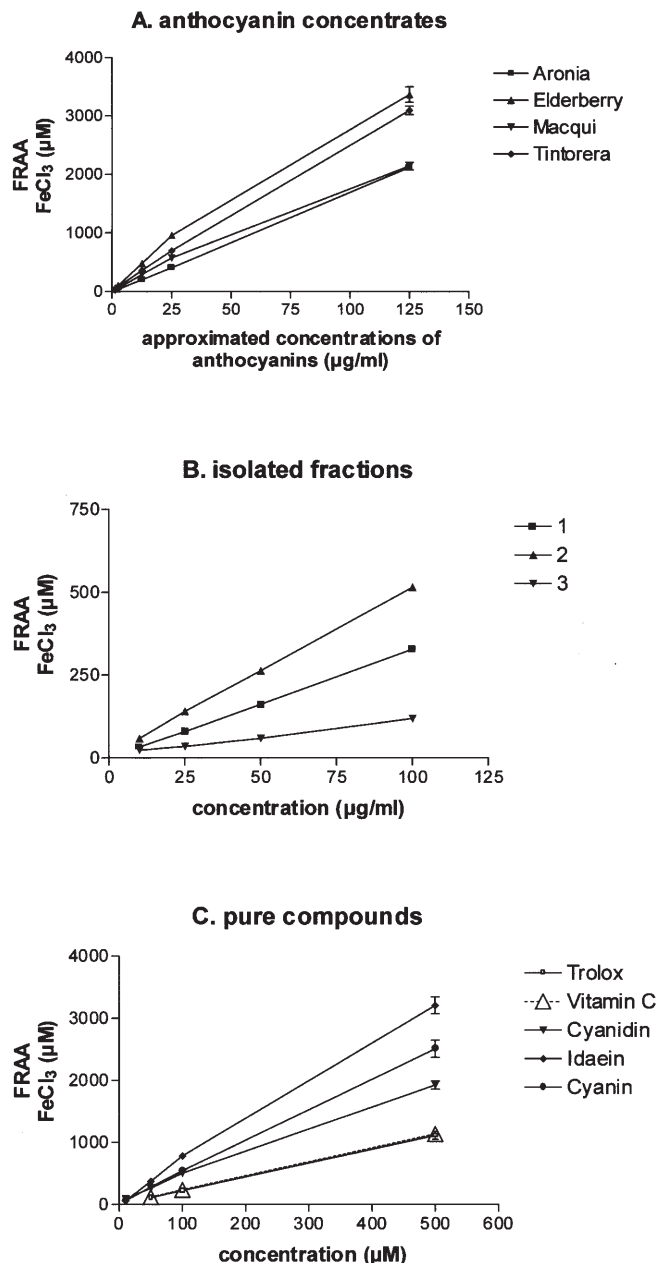 A. anthocyanin concentrates
4000
3000
2000
1000
0
FRAA
FeCl₃ (µM)
0 25 50 75 100 125 150
approximated concentrations of
anthocyanins (µg/ml)
Aronia
Elderberry
Macqui
Tintorera
B. isolated fractions
750
500
250
0
FRAA
FeCl₃ (µM)
0 25 50 75 100 125
concentration (µg/ml)
1
2
3
C. pure compounds
4000
3000
2000
1000
0
FRAA
FeCl₃ (µM)
0 100 200 300 400 500 600
concentration (µM)
Trolox
Vitamin C
Cyanidin
Idaein
Cyanin